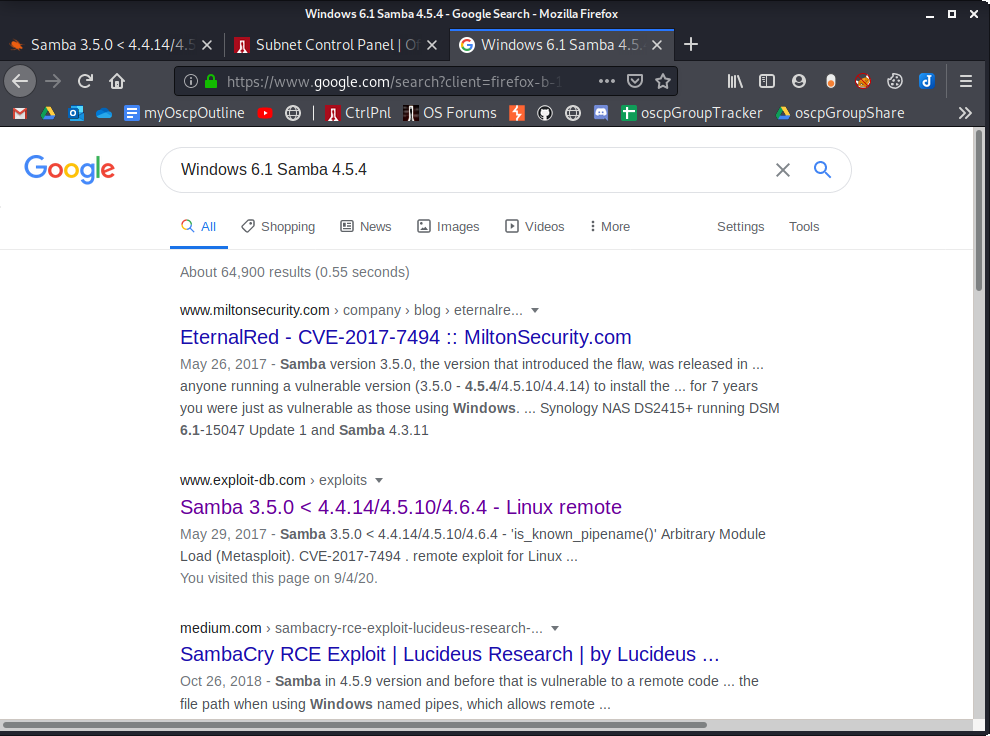 Windows 6.1 Samba 4.5.4 - Google Search - Mozilla Firefox
Samba 3.5.0 < 4.4.14/4.5
Subnet Control Panel | Of
Windows 6.1 Samba 4.5.
https://www.google.com/search?client=firefox-b-1
myOscpOutline
CtrlPnl
OS Forums
oscpGroupTracker
oscpGroupShare
Google
Windows 6.1 Samba 4.5.4
All
Shopping
News
Images
Videos
More
Settings
Tools
About 64,900 results (0.55 seconds)
www.miltonsecurity.com › company › blog › eternalre...
EternalRed - CVE-2017-7494 :: MiltonSecurity.com
May 26, 2017 - Samba version 3.5.0, the version that introduced the flaw, was released in ...
anyone running a vulnerable version (3.5.0 - 4.5.4/4.5.10/4.4.14) to install the ... for 7 years
you were just as vulnerable as those using Windows. ... Synology NAS DS2415+ running DSM
6.1-15047 Update 1 and Samba 4.3.11
www.exploit-db.com › exploits
Samba 3.5.0 < 4.4.14/4.5.10/4.6.4 - Linux remote
May 29, 2017 - Samba 3.5.0 < 4.4.14/4.5.10/4.6.4 - 'is_known_pipename()' Arbitrary Module
Load (Metasploit). CVE-2017-7494 . remote exploit for Linux ...
You visited this page on 9/4/20.
medium.com › sambacry-rce-exploit-lucideus-research-...
SambaCry RCE Exploit | Lucideus Research | by Lucideus ...
Oct 26, 2018 - Samba in 4.5.9 version and before that is vulnerable to a remote code ... the
file path when using Windows named pipes, which allows remote ...